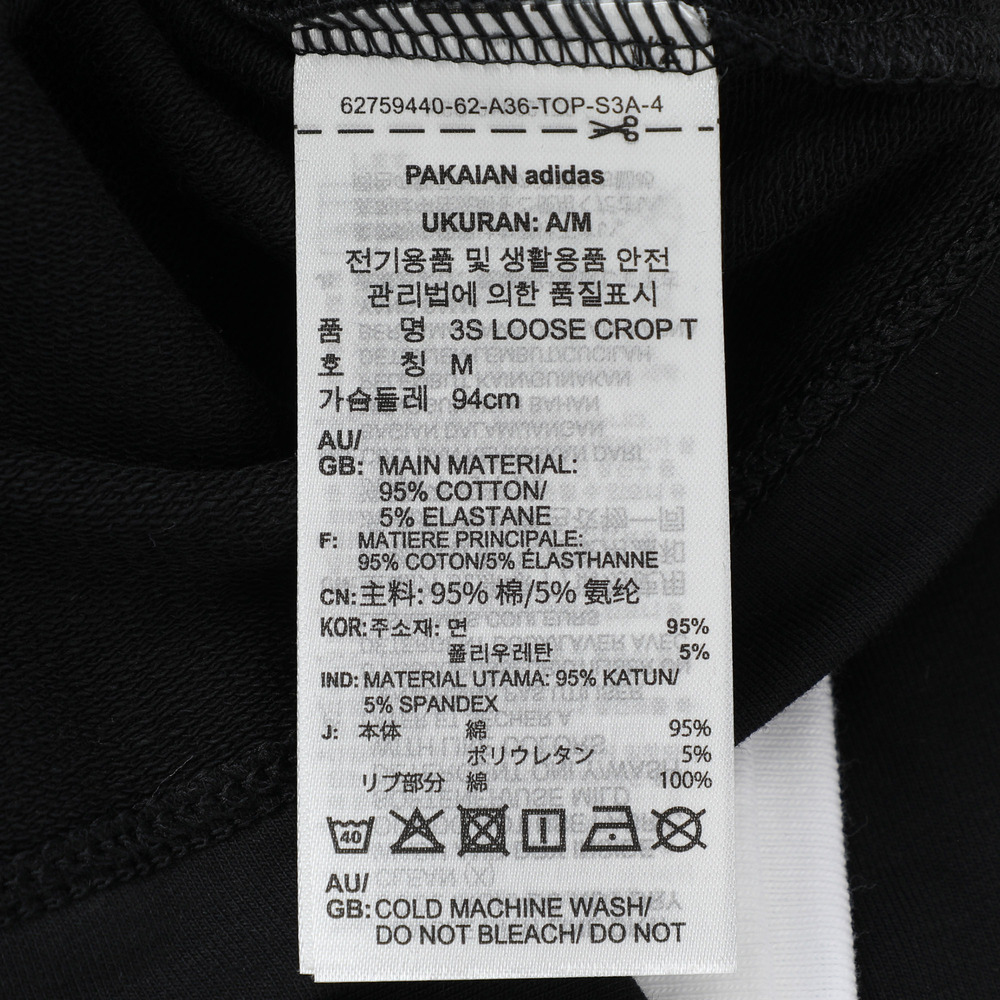 62759440-62-A36-TOP-S3A-4
PAKAIAN adidas
UKURAN: A/M
전기용품 및 생활용품 안전
관리법에 의한 품질표시
품 명 3S LOOSE CROP T
호 칭 M
가슴둘레 94cm
AU/
GB: MAIN MATERIAL:
95% COTTON/
5% ELASTANE
F: MATIERE PRINCIPALE:
95% COTON/5% ÉLASTHANNE
CN:主料: 95% 棉/5% 氨纶
KOR:주소재: 면 95%
폴리우레탄 5%
IND: MATERIAL UTAMA: 95% KATUN/
5% SPANDEX
J: 本体 綿 95%
ポリウレタン 5%
リブ部分 綿 100%
40
AU/
GB: COLD MACHINE WASH/
DO NOT BLEACH/ DO NOT